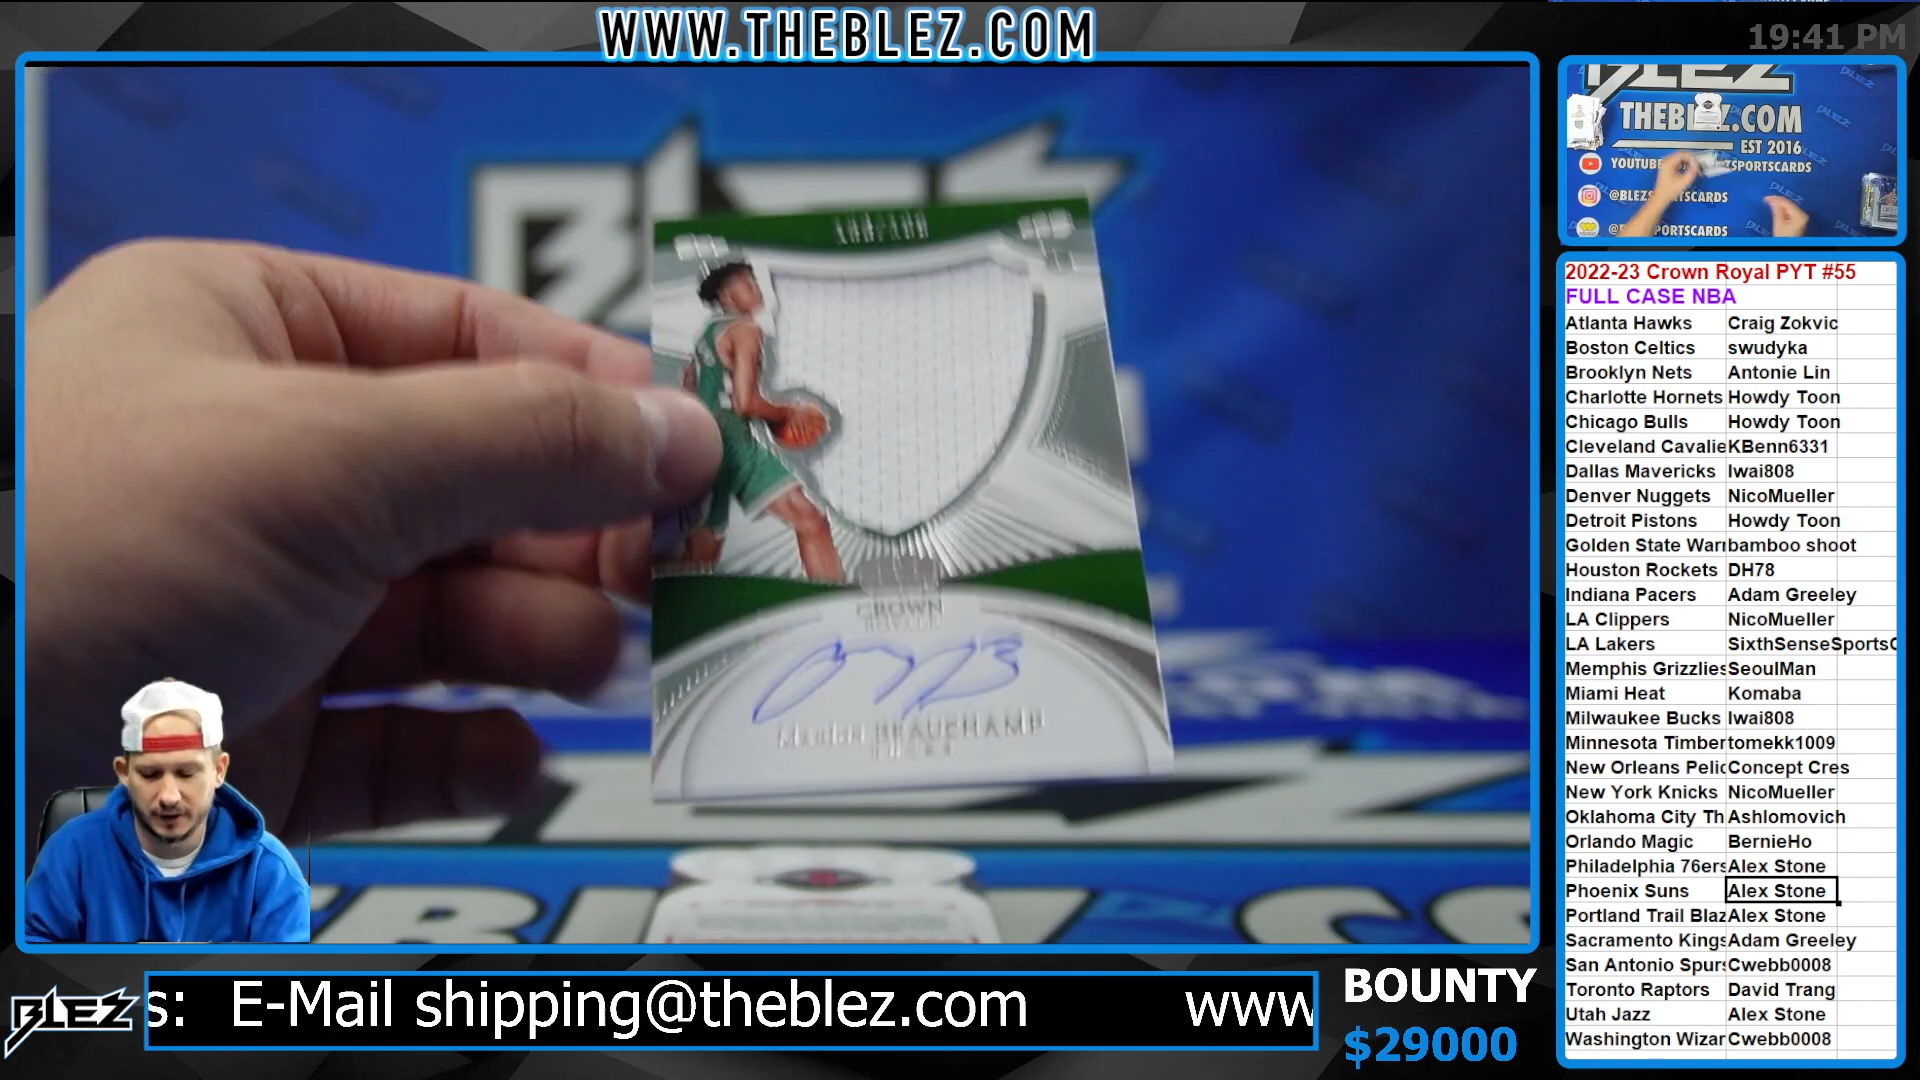 WWW.THEBLEZ.COM
19:41 PM
BLEZ
THEBLEZ.COM
EST 2016
@BLEZ
2022-23 Crown Royal PYT #55
FULL CASE NBA
Atlanta Hawks Craig Zokvic
Boston Celtics swudyka
Brooklyn Nets Antonie Lin
Charlotte Hornets Howdy Toon
Chicago Bulls Howdy Toon
Cleveland Cavalie KBenn6331
Dallas Mavericks Iwai808
Denver Nuggets NicoMueller
Detroit Pistons Howdy Toon
Golden State Warr bamboo shoot
Houston Rockets DH78
Indiana Pacers Adam Greeley
LA Clippers NicoMueller
LA Lakers SixthSenseSportsC
Memphis Grizzlies SeoulMan
Miami Heat Komaba
Milwaukee Bucks Iwai808
Minnesota Timber tomekk1009
New Orleans Pelic Concept Cres
New York Knicks NicoMueller
Oklahoma City Th Ashlomovich
Orlando Magic BernieHo
Philadelphia 76ers Alex Stone
Phoenix Suns Alex Stone
Portland Trail Blaz Alex Stone
Sacramento Kings Adam Greeley
San Antonio Spurs Cwebb0008
Toronto Raptors David Trang
Utah Jazz Alex Stone
Washington Wizar Cwebb0008
CROWN
ROYALE
BEAUCHAMP
BLEZ
s: E-Mail shipping@theblez.com www
BOUNTY
$29000